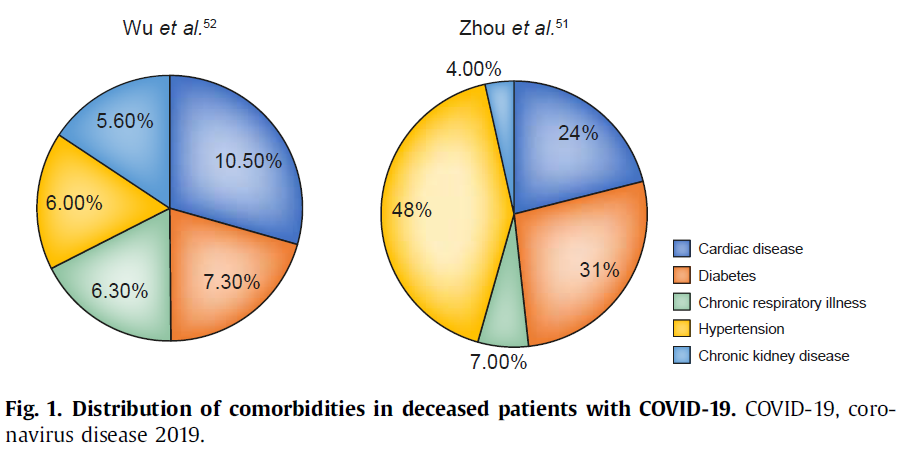 Wu et al.52
Zhou et al.51
5.60%
10.50%
6.00%
6.30%
7.30%
4.00%
24%
48%
31%
7.00%
Cardiac disease
Diabetes
Chronic respiratory illness
Hypertension
Chronic kidney disease
Fig. 1. Distribution of comorbidities in deceased patients with COVID-19. COVID-19, coro-
navirus disease 2019.